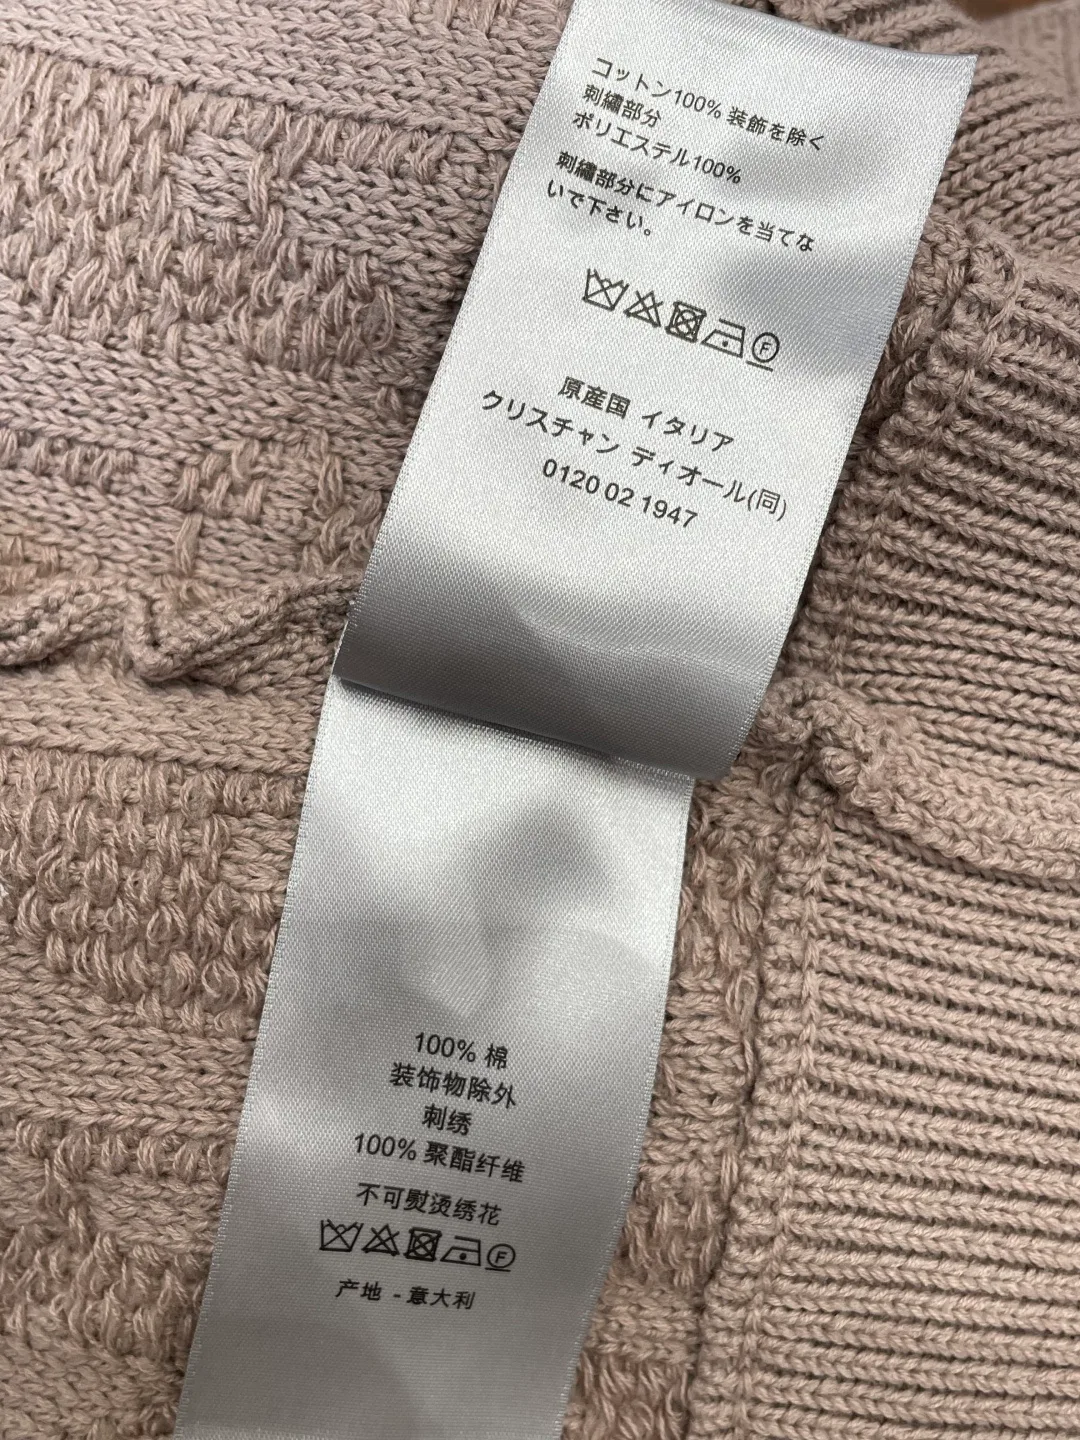 コットン100% 装飾を除く
刺繍部分
ポリエステル100%
刺繍部分にアイロンを当てな
いで下さい。
F
原産国 イタリア
クリスチャン ディオール(同)
0120 02 1947
100% 棉
装饰物除外
刺绣
100% 聚酯纤维
不可熨烫绣花
F
产地 - 意大利